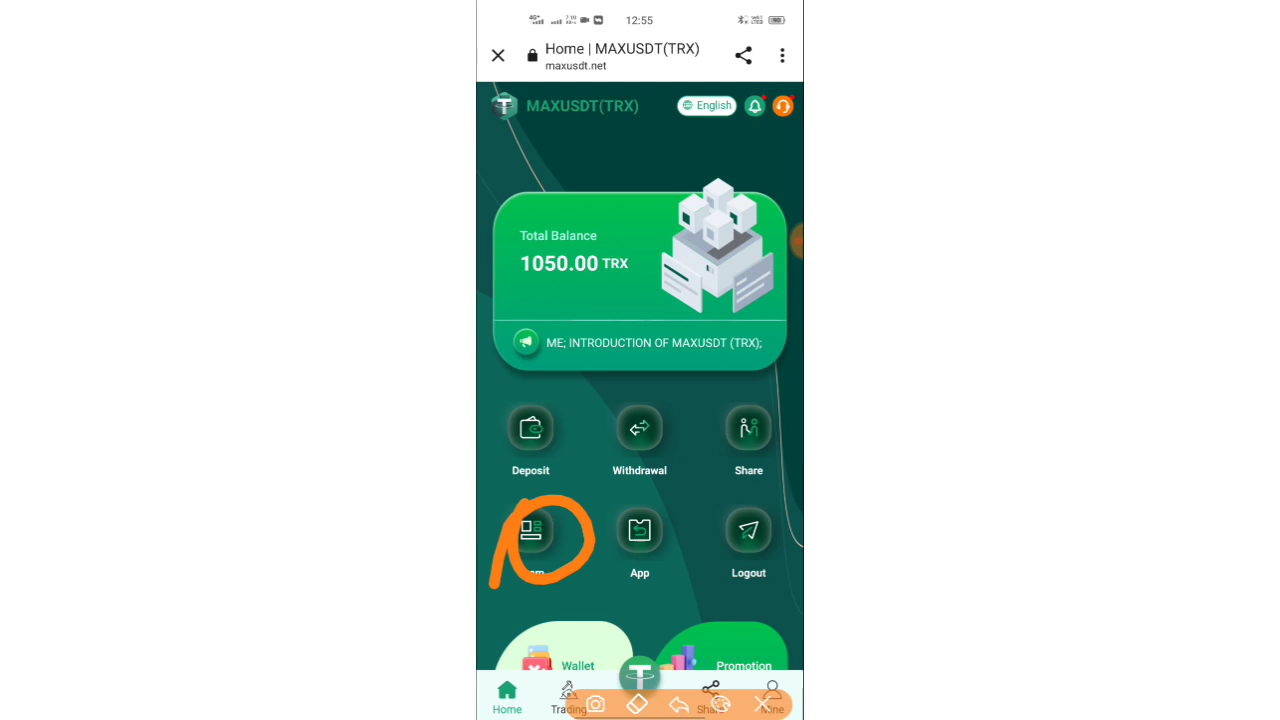 12:55
Home | MAXUSDT(TRX)
maxusdt.net
MAXUSDT(TRX)
English
Total Balance
1050.00 TRX
ME; INTRODUCTION OF MAXUSDT (TRX);
Deposit Withdrawal Share
App Logout
Wallet Promotion
Home Trading Share Mine